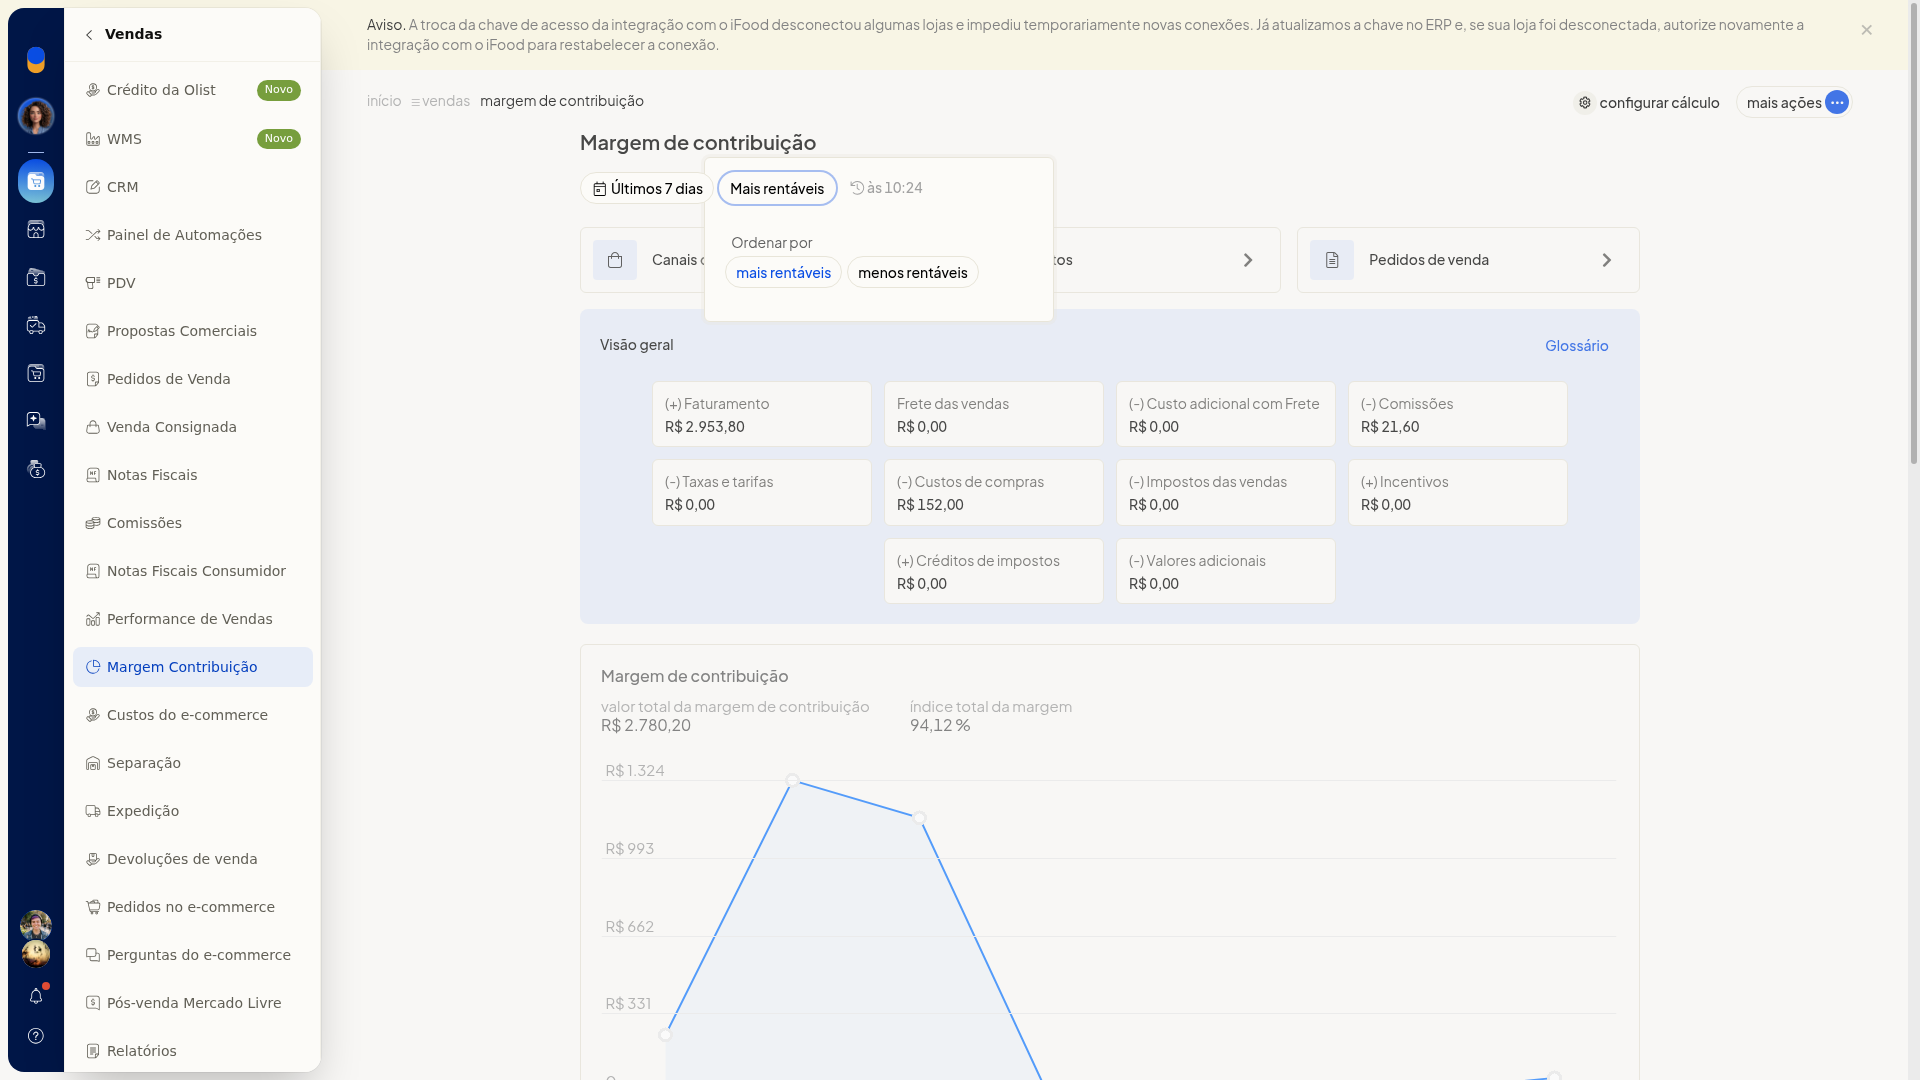 Aviso. A troca da chave de acesso da integração com o iFood desconectou algumas lojas e impediu temporariamente novas conexões. Já atualizamos a chave no ERP e, se sua loja foi desconectada, autorize novamente a
integração com o iFood para restabelecer a conexão.
Vendas
Crédito da Olist Novo
WMS Novo
CRM
Painel de Automações
PDV
Propostas Comerciais
Pedidos de Venda
Venda Consignada
Notas Fiscais
Comissões
Notas Fiscais Consumidor
Performance de Vendas
Margem Contribuição
Custos do e-commerce
Separação
Expedição
Devoluções de venda
Pedidos no e-commerce
Perguntas do e-commerce
Pós-venda Mercado Livre
Relatórios
início vendas margem de contribuição
configurar cálculo mais ações
Margem de contribuição
Últimos 7 dias Mais rentáveis às 10:24
Ordenar por
mais rentáveis menos rentáveis
Canais Pedidos de venda
Visão geral Glossário
(+) Faturamento Frete das vendas (-) Custo adicional com Frete (-) Comissões
R$ 2.953,80 R$ 0,00 R$ 0,00 R$ 21,60
(-) Taxas e tarifas (-) Custos de compras (-) Impostos das vendas (+) Incentivos
R$ 0,00 R$ 152,00 R$ 0,00 R$ 0,00
(+) Créditos de impostos (-) Valores adicionais
R$ 0,00 R$ 0,00
Margem de contribuição
valor total da margem de contribuição índice total da margem
R$ 2.780,20 94,12 %
R$ 1.324
R$ 993
R$ 662
R$ 331